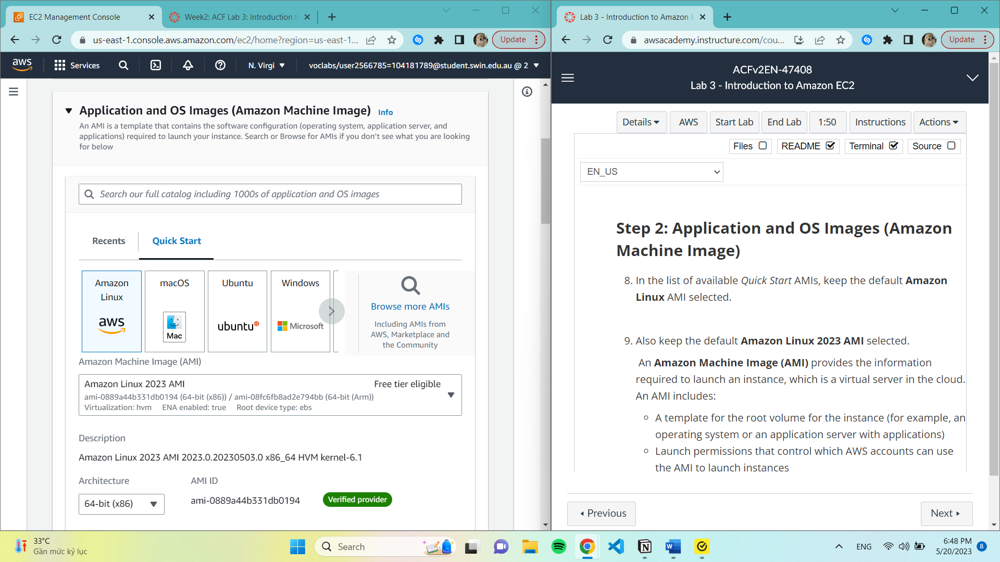 EC2 Management Console
Week2: ACF Lab 3: Introduction t
us-east-1.console.aws.amazon.com/ec2/home?region=us-east-1...
Update
aws
Services
N. Virgi
voclabs/user2566785=104181789@student.swin.edu.au @ 2
Application and OS Images (Amazon Machine Image) Info
An AMI is a template that contains the software configuration (operating system, application server, and
applications) required to launch your instance. Search or Browse for AMIs if you don't see what you are looking
for below
Search our full catalog including 1000s of application and OS images
Recents
Quick Start
Amazon
Linux
aws
macOS
Mac
Ubuntu
ubuntu
Windows
Microsoft
Browse more AMIs
Including AMIs from
AWS, Marketplace and
the Community
Amazon Machine Image (AMI)
Amazon Linux 2023 AMI
Free tier eligible
ami-0889a44b331db0194 (64-bit (x86)) / ami-08fc6fb8ad2e794bb (64-bit (Arm))
Virtualization: hvm ENA enabled: true Root device type: ebs
Description
Amazon Linux 2023 AMI 2023.0.20230503.0 x86_64 HVM kernel-6.1
Architecture
AMI ID
64-bit (x86)
ami-0889a44b331db0194
Verified provider
Lab 3 - Introduction to Amazon E
awsacademy.instructure.com/cou...
Update
ACFv2EN-47408
Lab 3 - Introduction to Amazon EC2
Details
AWS
Start Lab
End Lab
1:50
Instructions
Actions
Files
README
Terminal
Source
EN_US
Step 2: Application and OS Images (Amazon
Machine Image)
8. In the list of available Quick Start AMIs, keep the default Amazon
Linux AMI selected.
9. Also keep the default Amazon Linux 2023 AMI selected.
An Amazon Machine Image (AMI) provides the information
required to launch an instance, which is a virtual server in the cloud.
An AMI includes:
A template for the root volume for the instance (for example, an
operating system or an application server with applications)
Launch permissions that control which AWS accounts can use
the AMI to launch instances
Previous
Next
33°C
Gần mức kỷ lục
Search
ENG
6:48 PM
5/20/2023
8